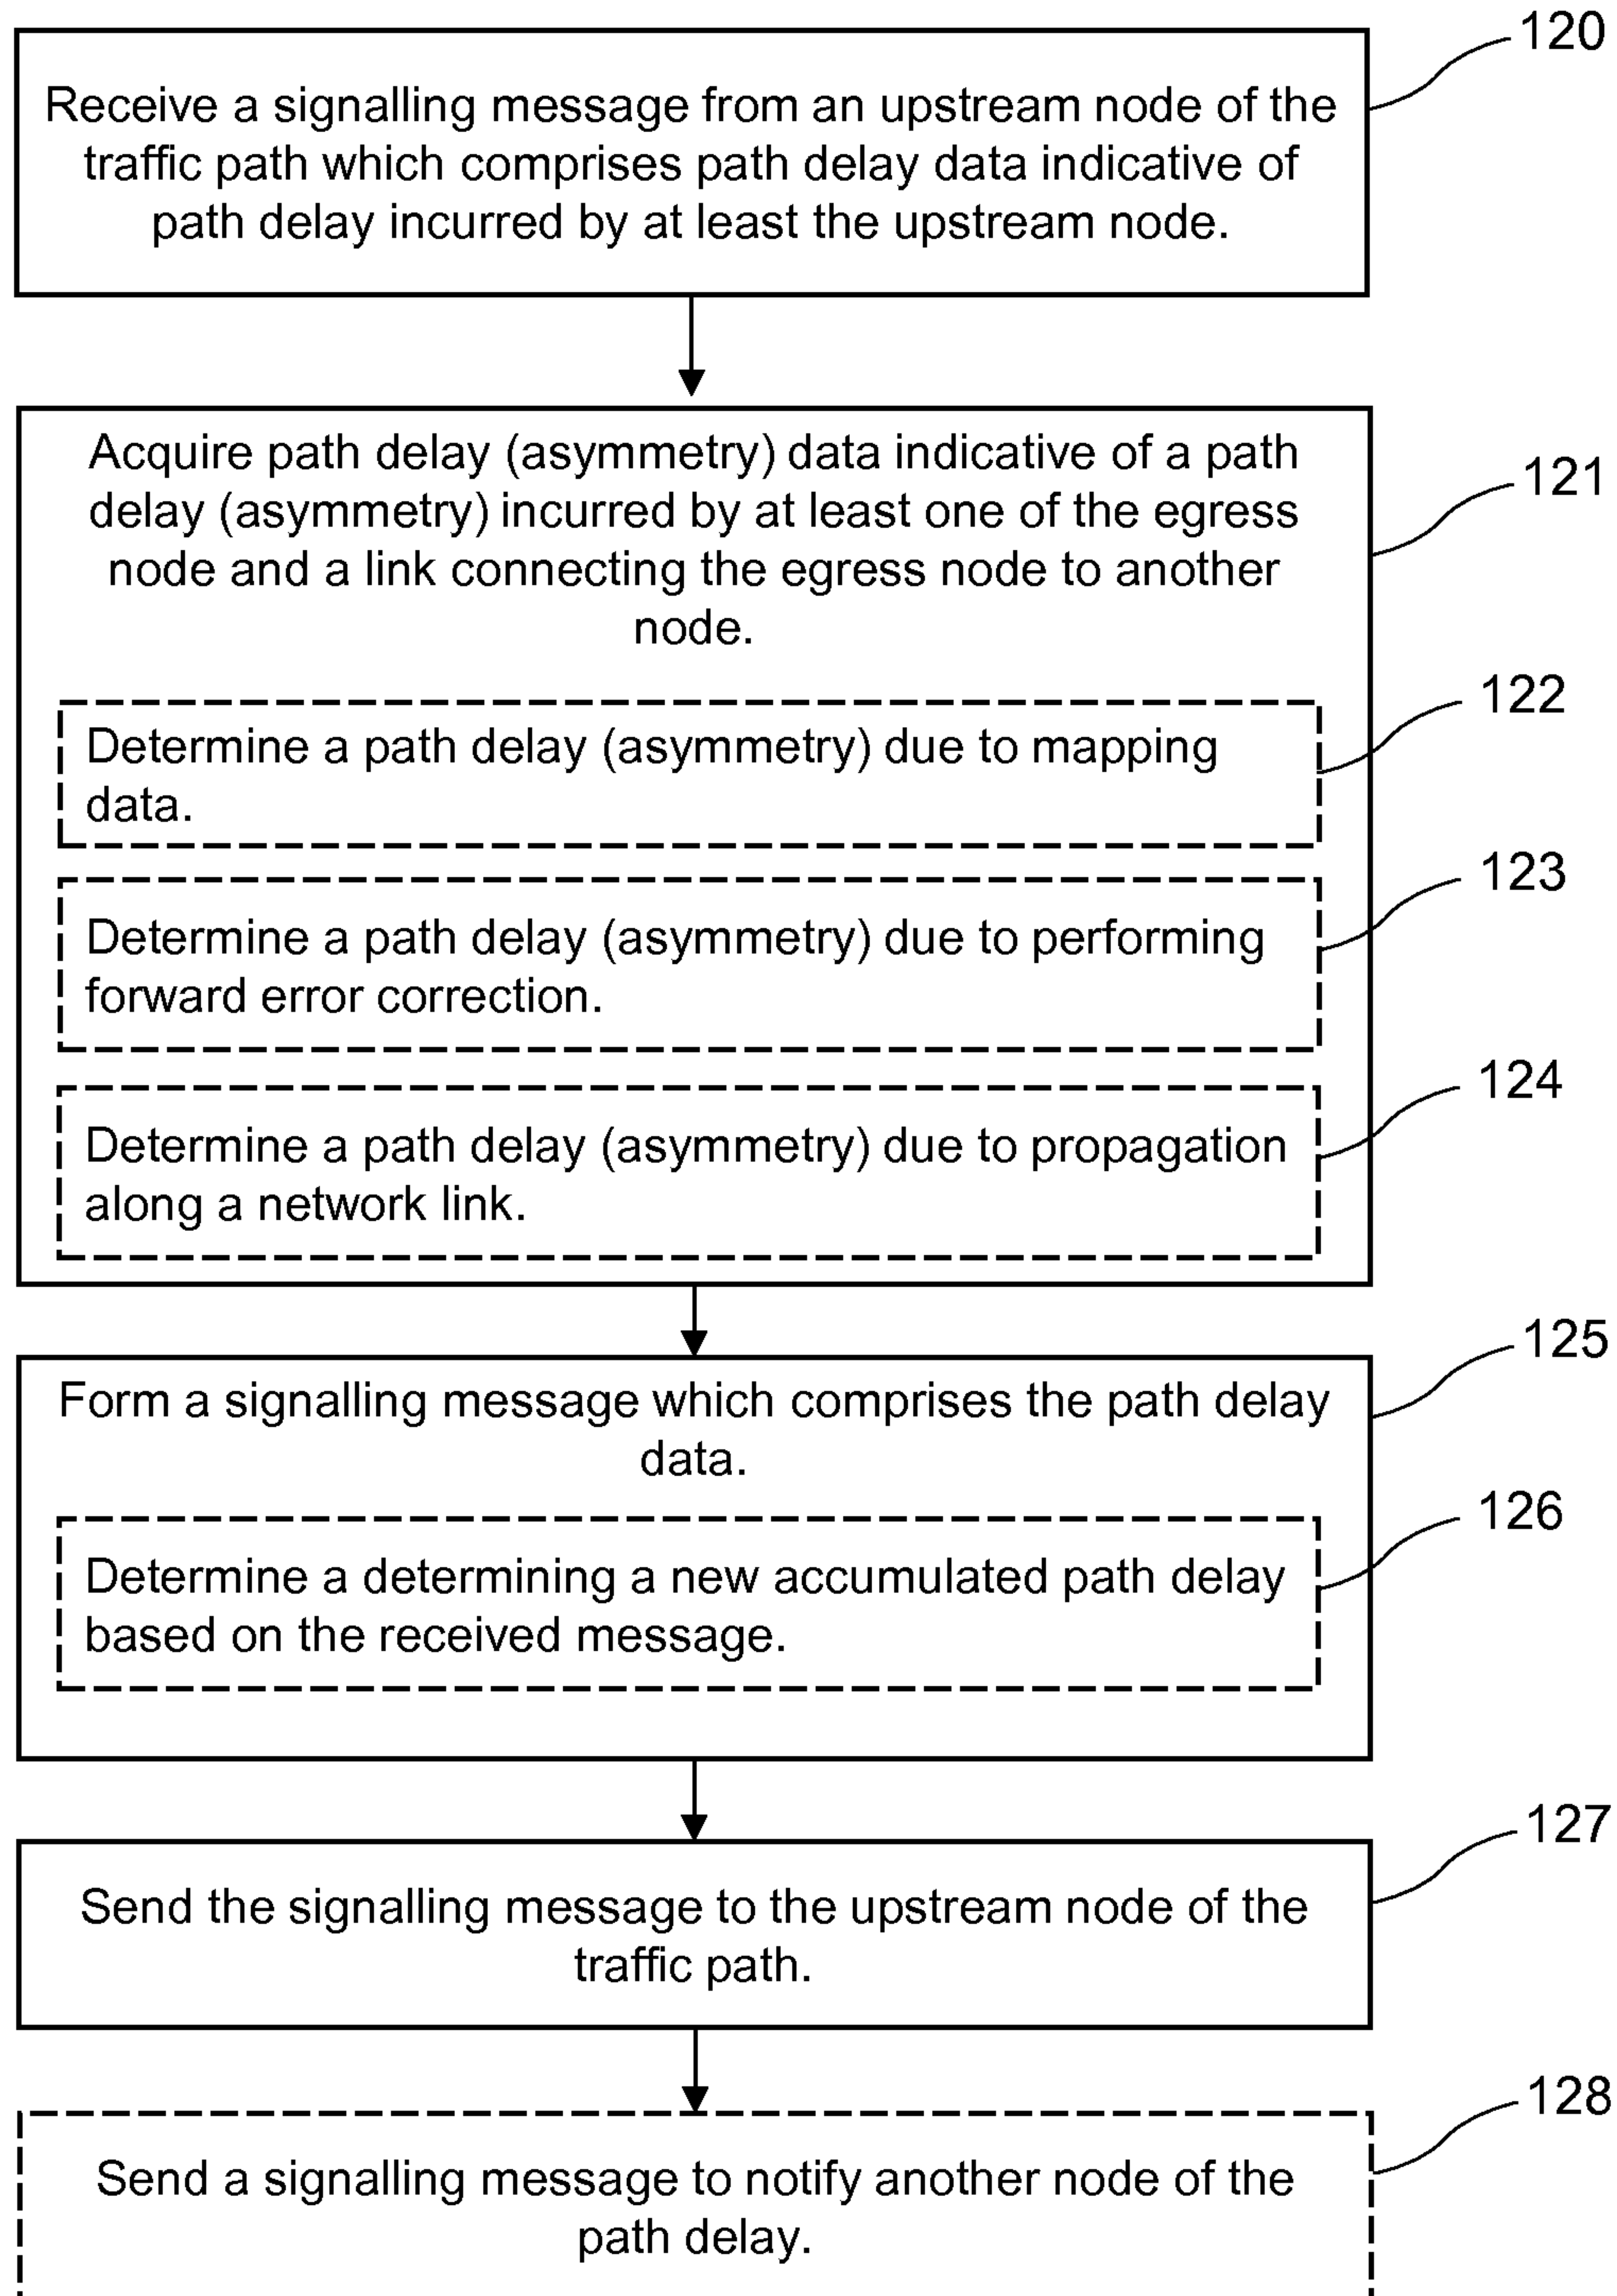 120
Receive a signalling message from an upstream node of the
traffic path which comprises path delay data indicative of
path delay incurred by at least the upstream node.
121
Acquire path delay (asymmetry) data indicative of a path
delay (asymmetry) incurred by at least one of the egress
node and a link connecting the egress node to another
node.
122
Determine a path delay (asymmetry) due to mapping
data.
123
Determine a path delay (asymmetry) due to performing
forward error correction.
124
Determine a path delay (asymmetry) due to propagation
along a network link.
125
Form a signalling message which comprises the path delay
data.
126
Determine a determining a new accumulated path delay
based on the received message.
127
Send the signalling message to the upstream node of the
traffic path.
128
Send a signalling message to notify another node of the
path delay.